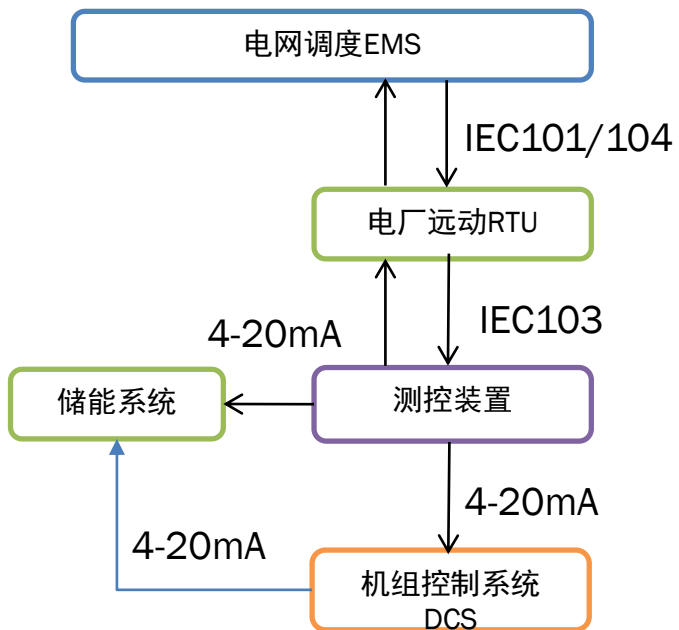 电网调度EMS
IEC101/104
电厂远动RTU
IEC103
4-20mA
储能系统
测控装置
4-20mA
4-20mA
机组控制系统
DCS